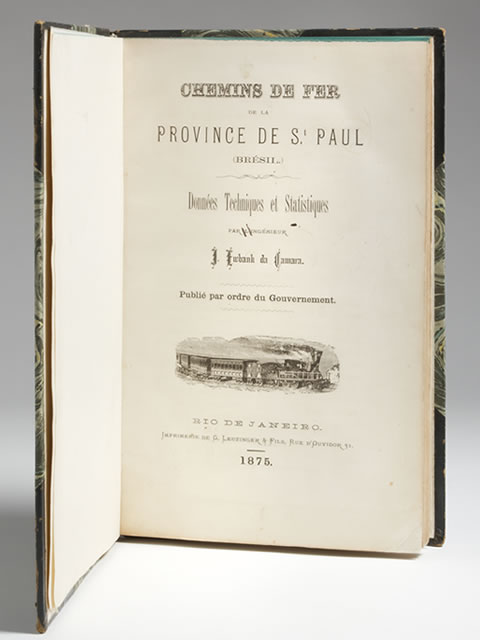 CHEMINS DE FER
DE LA
PROVINCE DE S.ᵗ PAUL
(BRÉSIL.)
Données Techniques et Statistiques
PAR L'INGÉNIEUR
J. Ewbank da Camara.
Publié par ordre du Gouvernement.
RIO DE JANEIRO.
IMPRIMERIE DE G. LEUZINGER & FILS, RUE D'OUVIDOR 31.
1875.